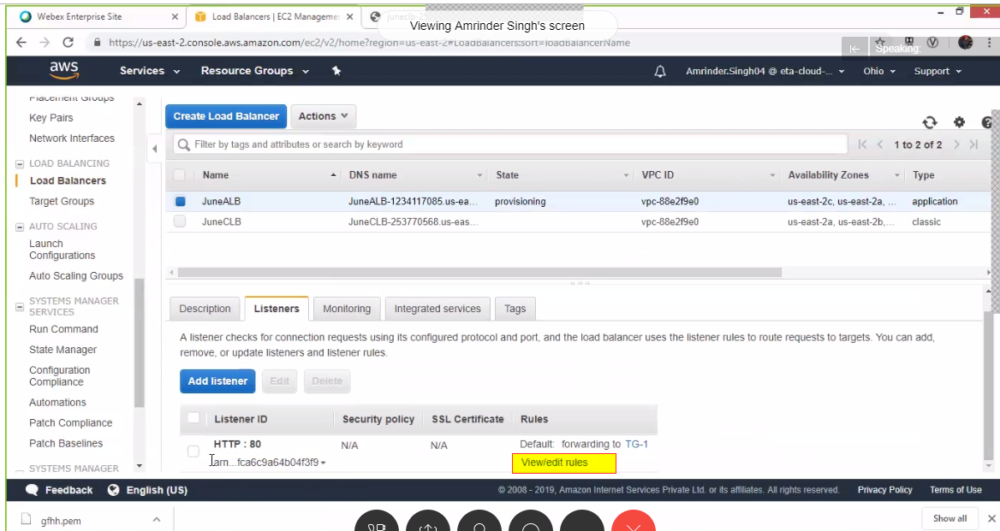 Webex Enterprise Site
Load Balancers | EC2 Manageme
juneclb-25
Viewing Amrinder Singh's screen
https://us-east-2.console.aws.amazon.com/ec2/v2/home?region=us-east-2#LoadBalancers:sort=loadBalancerName
Speaking:
aws
Services
Resource Groups
Amrinder.Singh04 @ eta-cloud-...
Ohio
Support
Placement Groups
Key Pairs
Network Interfaces
LOAD BALANCING
Load Balancers
Target Groups
AUTO SCALING
Launch
Configurations
Auto Scaling Groups
SYSTEMS MANAGER
SERVICES
Run Command
State Manager
Configuration
Compliance
Automations
Patch Compliance
Patch Baselines
SYSTEMS MANAGER
Create Load Balancer
Actions
Filter by tags and attributes or search by keyword
1 to 2 of 2
Name DNS name State VPC ID Availability Zones Type
JuneALB JuneALB-1234117085.us-ea... provisioning vpc-88e2f9e0 us-east-2c, us-east-2a, ... application
JuneCLB JuneCLB-253770568.us-eas... vpc-88e2f9e0 us-east-2a, us-east-2b,... classic
Description Listeners Monitoring Integrated services Tags
A listener checks for connection requests using its configured protocol and port, and the load balancer uses the listener rules to route requests to targets. You can add,
remove, or update listeners and listener rules.
Add listener Edit Delete
Listener ID Security policy SSL Certificate Rules
HTTP : 80 N/A N/A Default: forwarding to TG-1
arn...fca6c9a64b04f3f9 View/edit rules
Feedback
English (US)
© 2008 - 2019, Amazon Internet Services Private Ltd. or its affiliates. All rights reserved.
Privacy Policy
Terms of Use
gfhh.pem
Show all